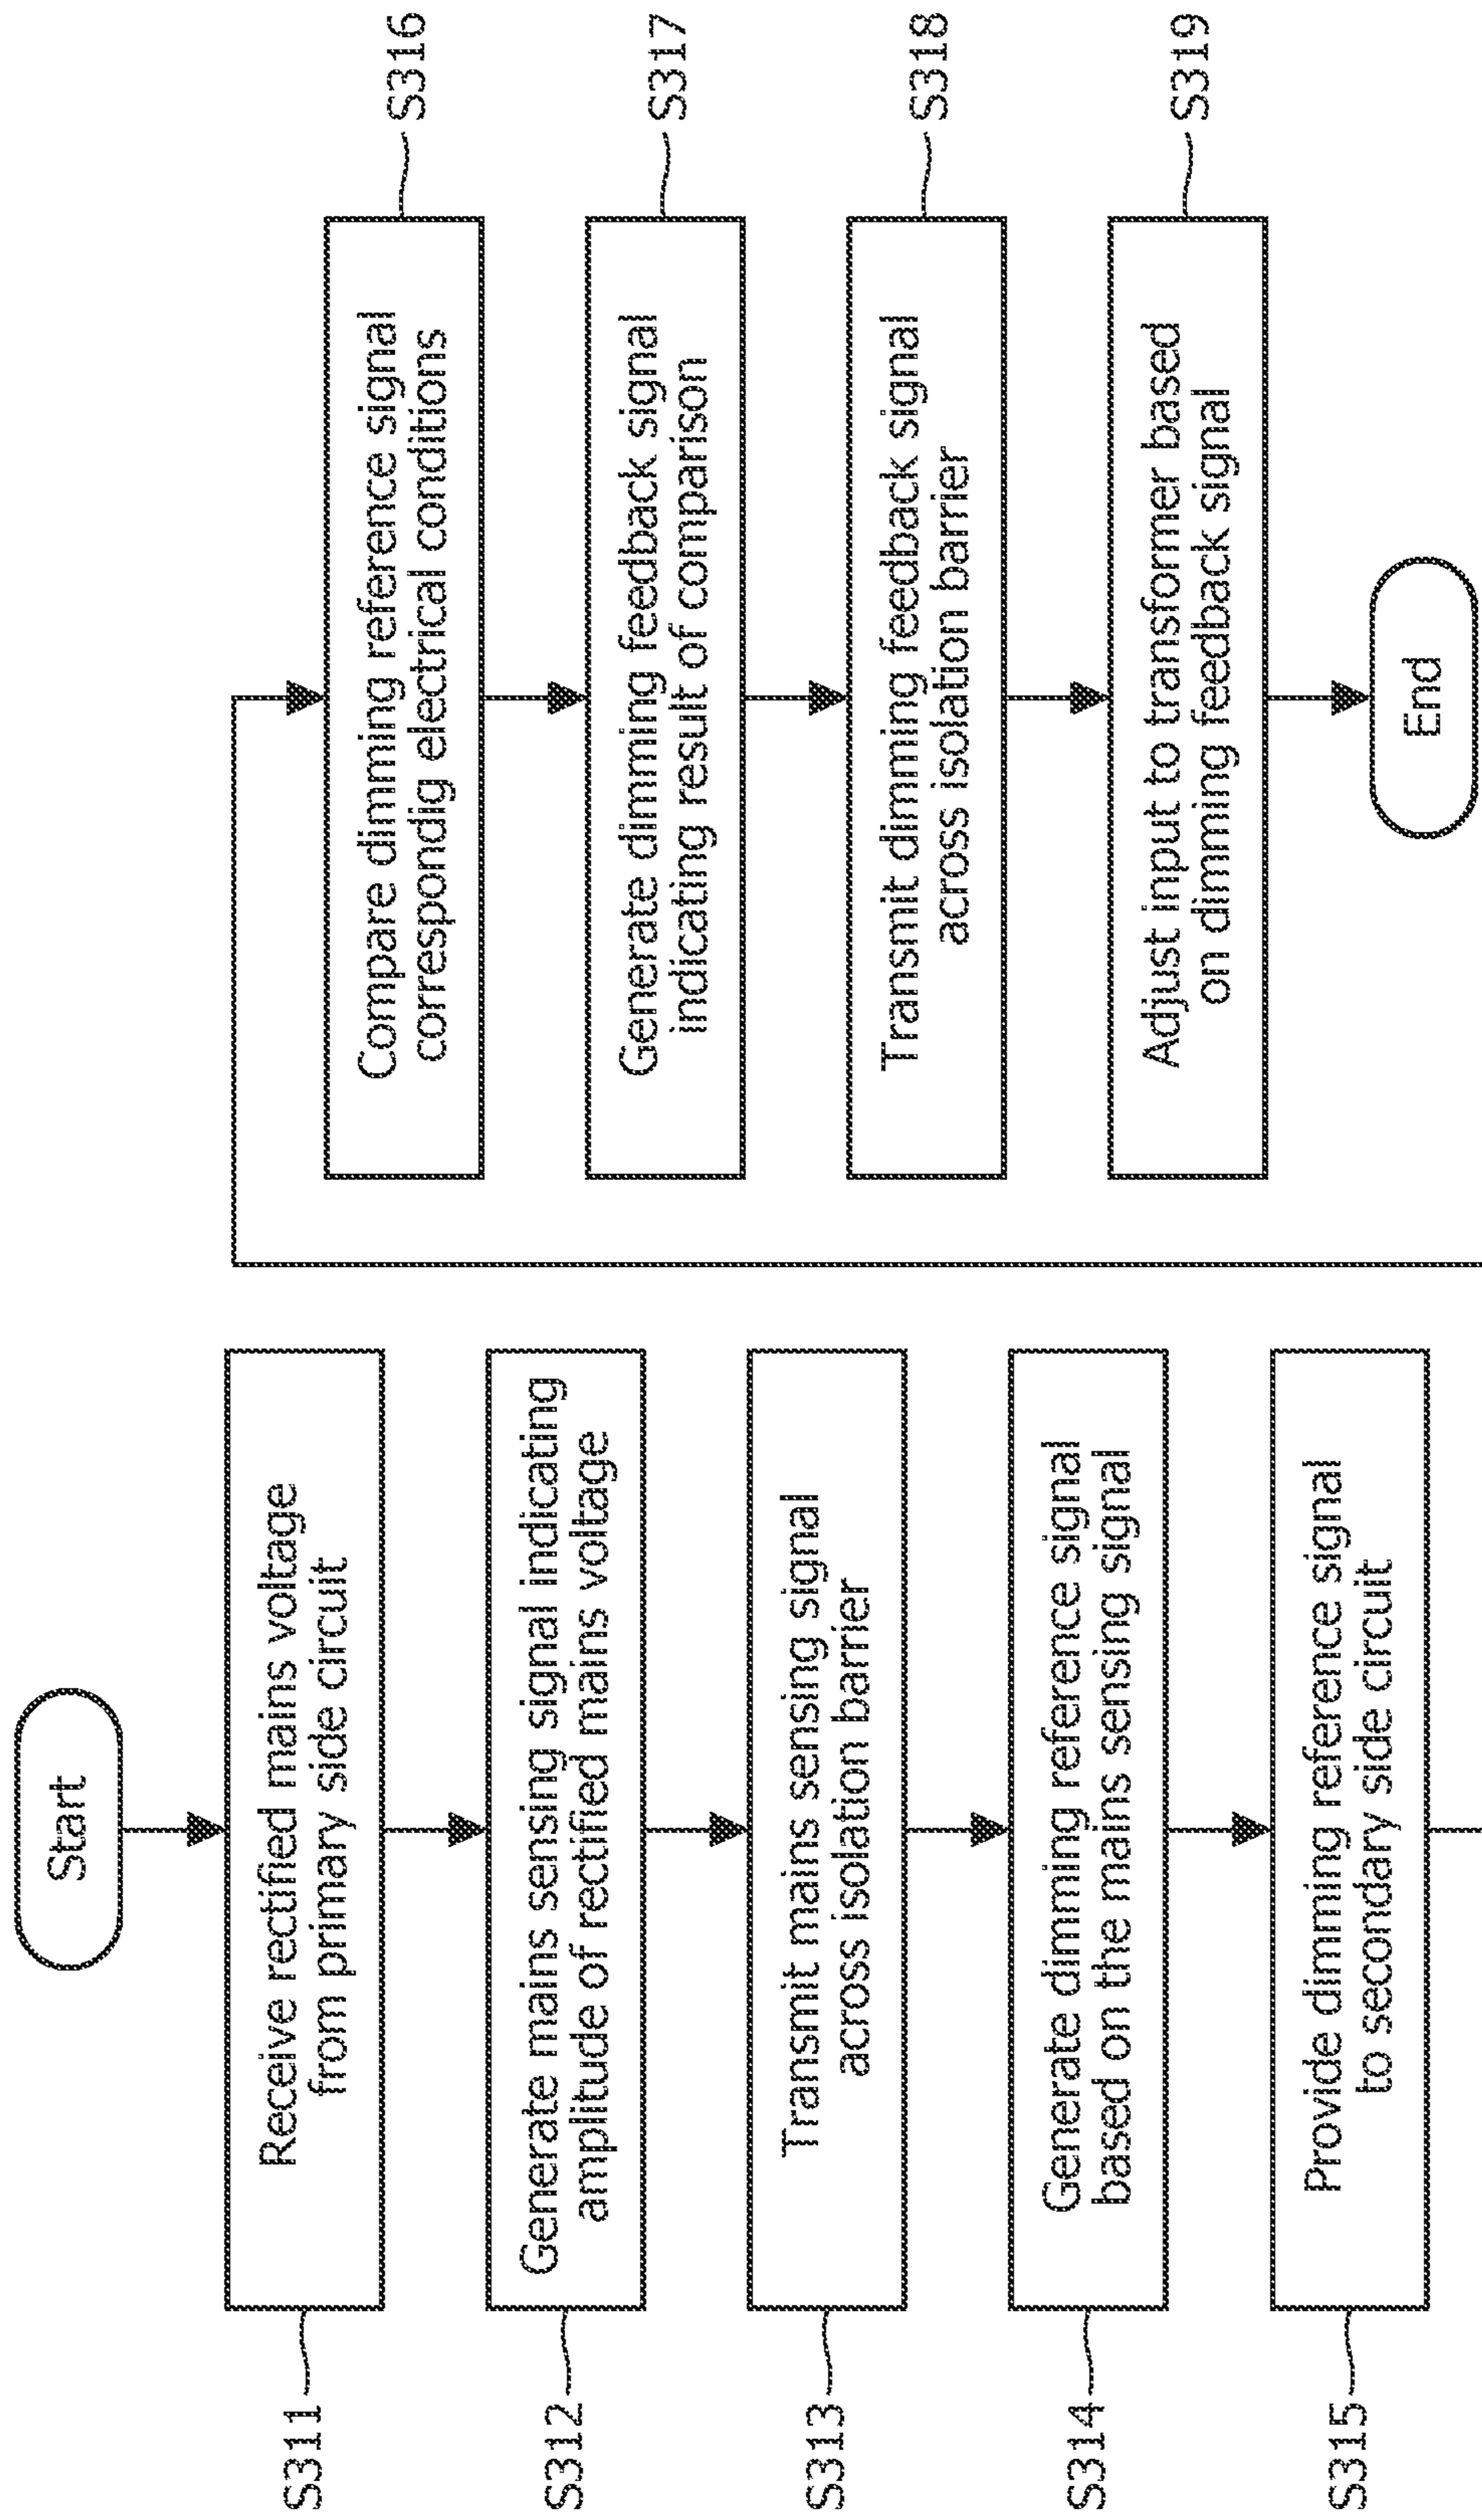 Start
S311
Receive rectified mains voltage
from primary side circuit
S312
Generate mains sensing signal indicating
amplitude of rectified mains voltage
S313
Transmit mains sensing signal
across isolation barrier
S314
Generate dimming reference signal
based on the mains sensing signal
S315
Provide dimming reference signal
to secondary side circuit
Compare dimming reference signal
correspondig electrical conditions
S316
Generate dimming feedback signal
indicating result of comparison
S317
Transmit dimming feedback signal
across isolation barrier
S318
Adjust input to transformer based
on dimming feedback signal
S319
End